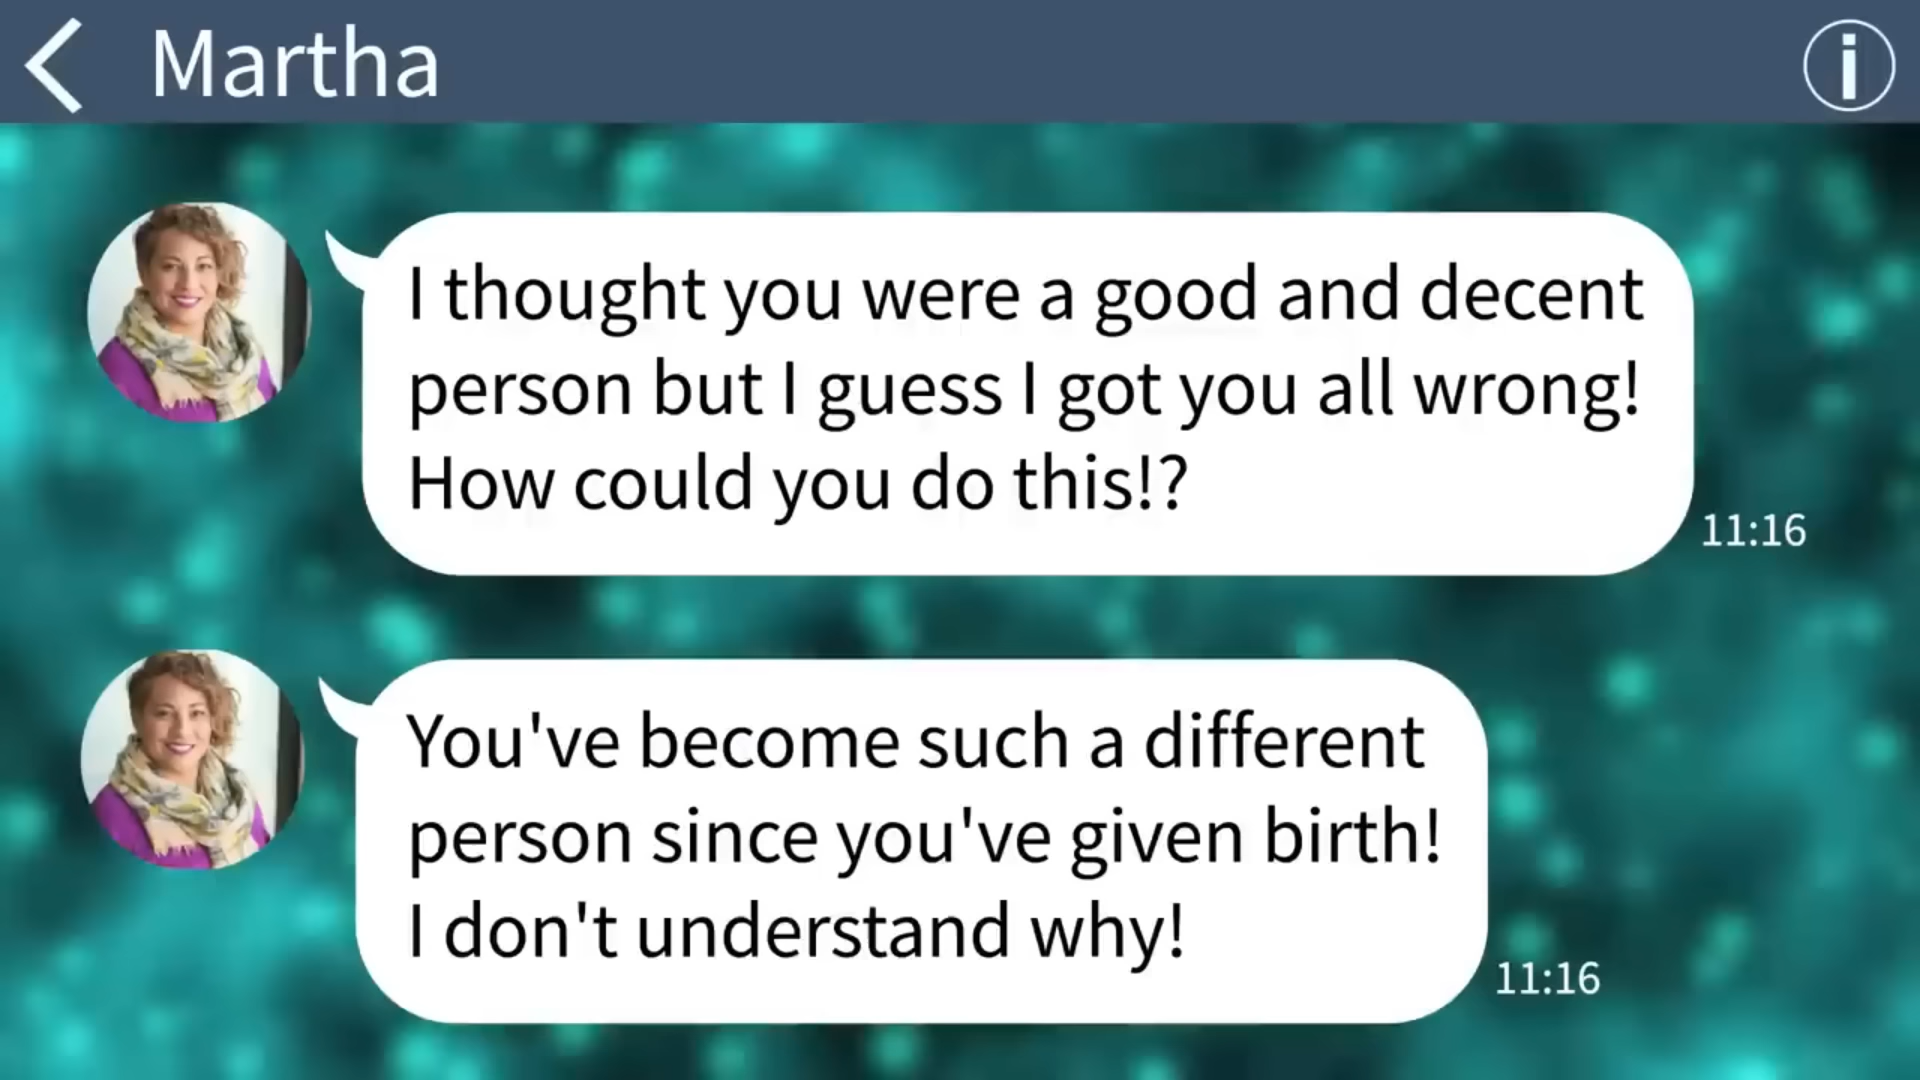 Martha
I thought you were a good and decent
person but I guess I got you all wrong!
How could you do this!?
11:16
You've become such a different
person since you've given birth!
I don't understand why!
11:16